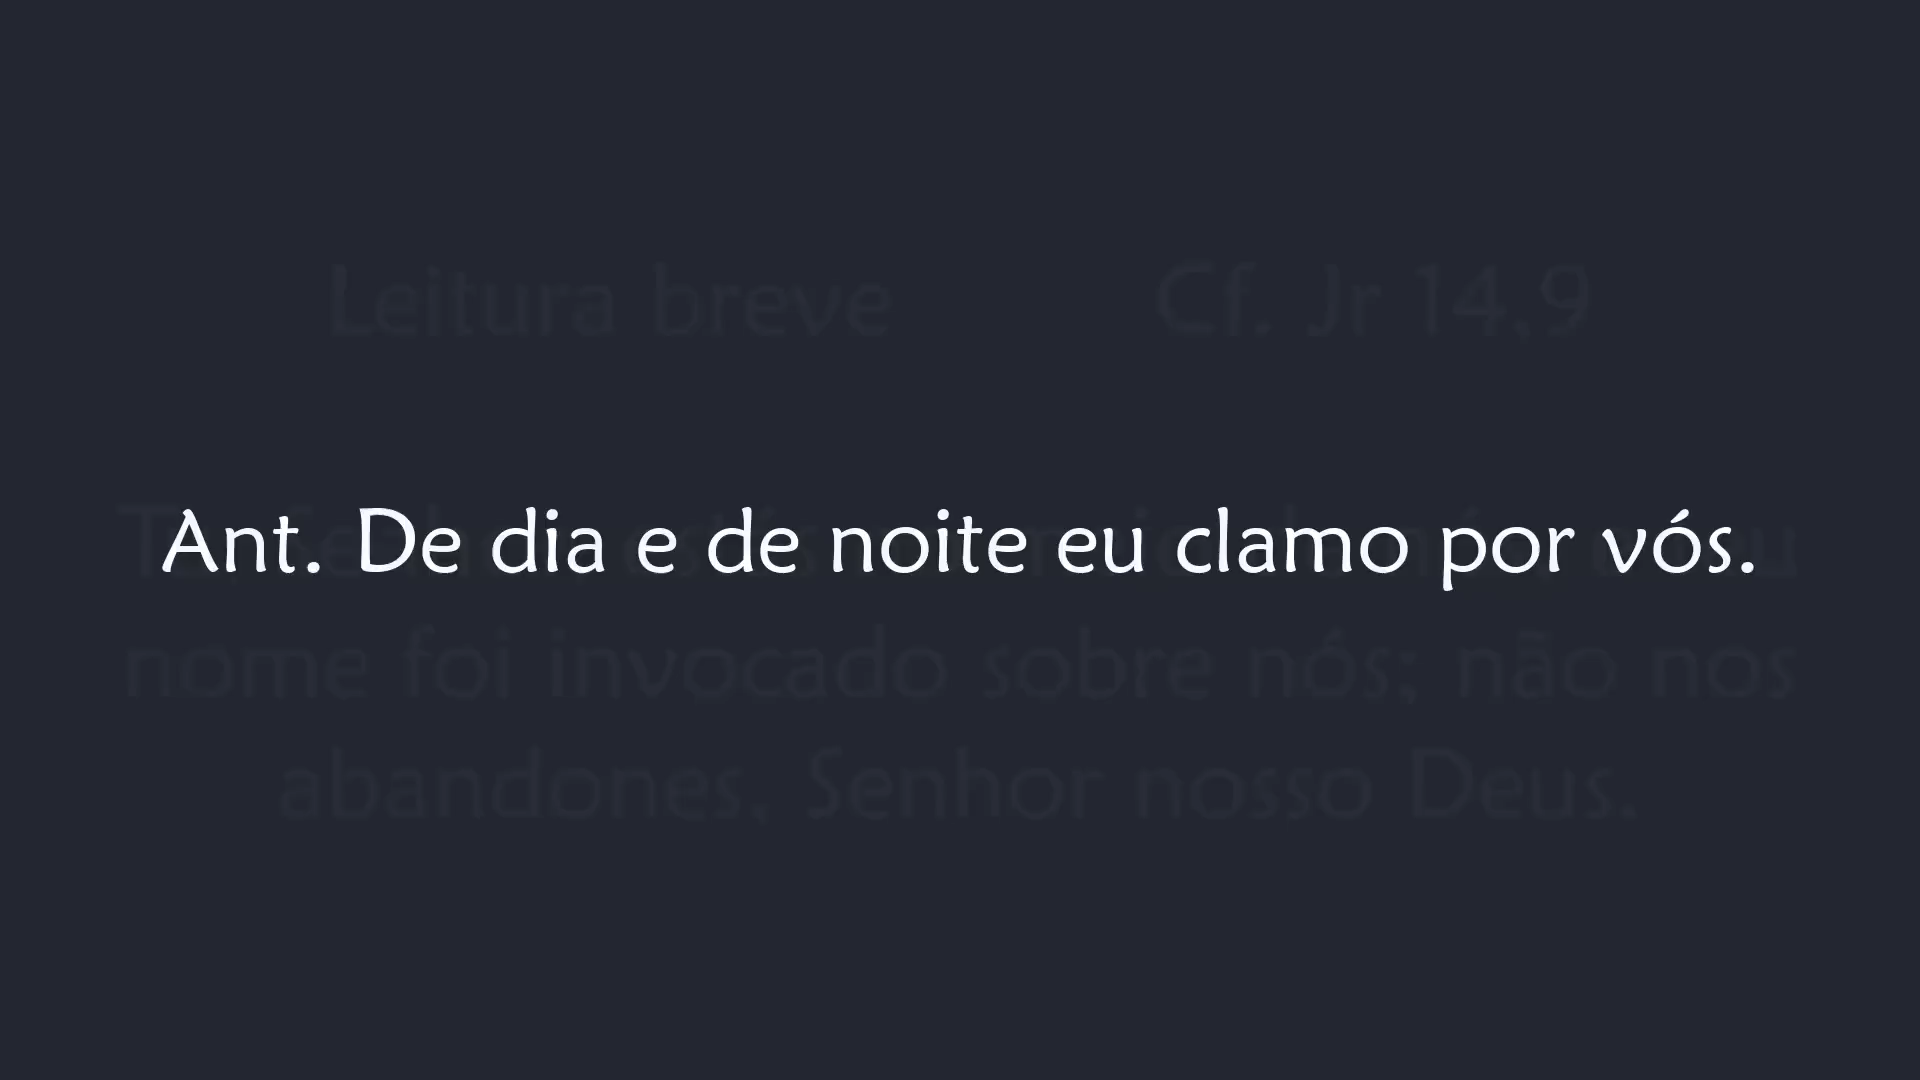 Leitura breve Cf. Jr 14,9
Ant. De dia e de noite eu clamo por vós.
nome foi invocado sobre nós; não nos
abandones, Senhor nosso Deus.